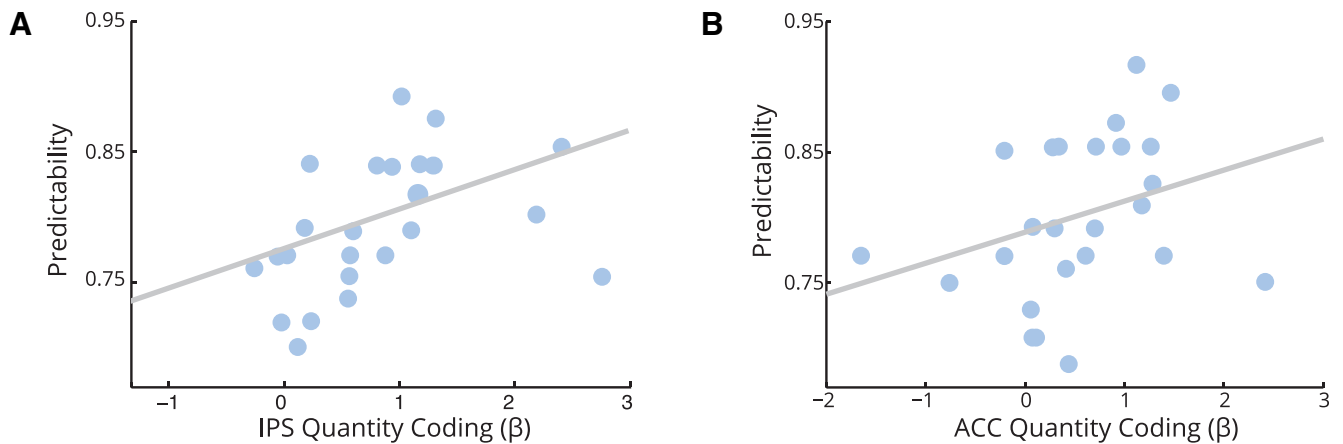 A
0.95
0.85
0.75
Predictability
−1
0
1
2
3
IPS Quantity Coding (β)
B
0.95
0.85
0.75
Predictability
−2
−1
0
1
2
3
ACC Quantity Coding (β)